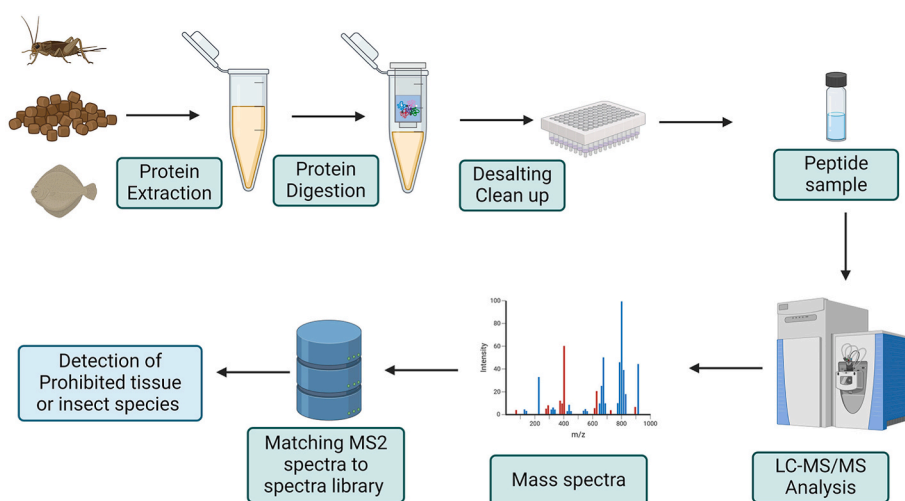 Protein
Extraction
Protein
Digestion
Desalting
Clean up
Peptide
sample
LC-MS/MS
Analysis
100
80
60
40
20
0
Intensity
200
400
600
800
1000
m/z
Mass spectra
Matching MS2
spectra to
spectra library
Detection of
Prohibited tissue
or insect species